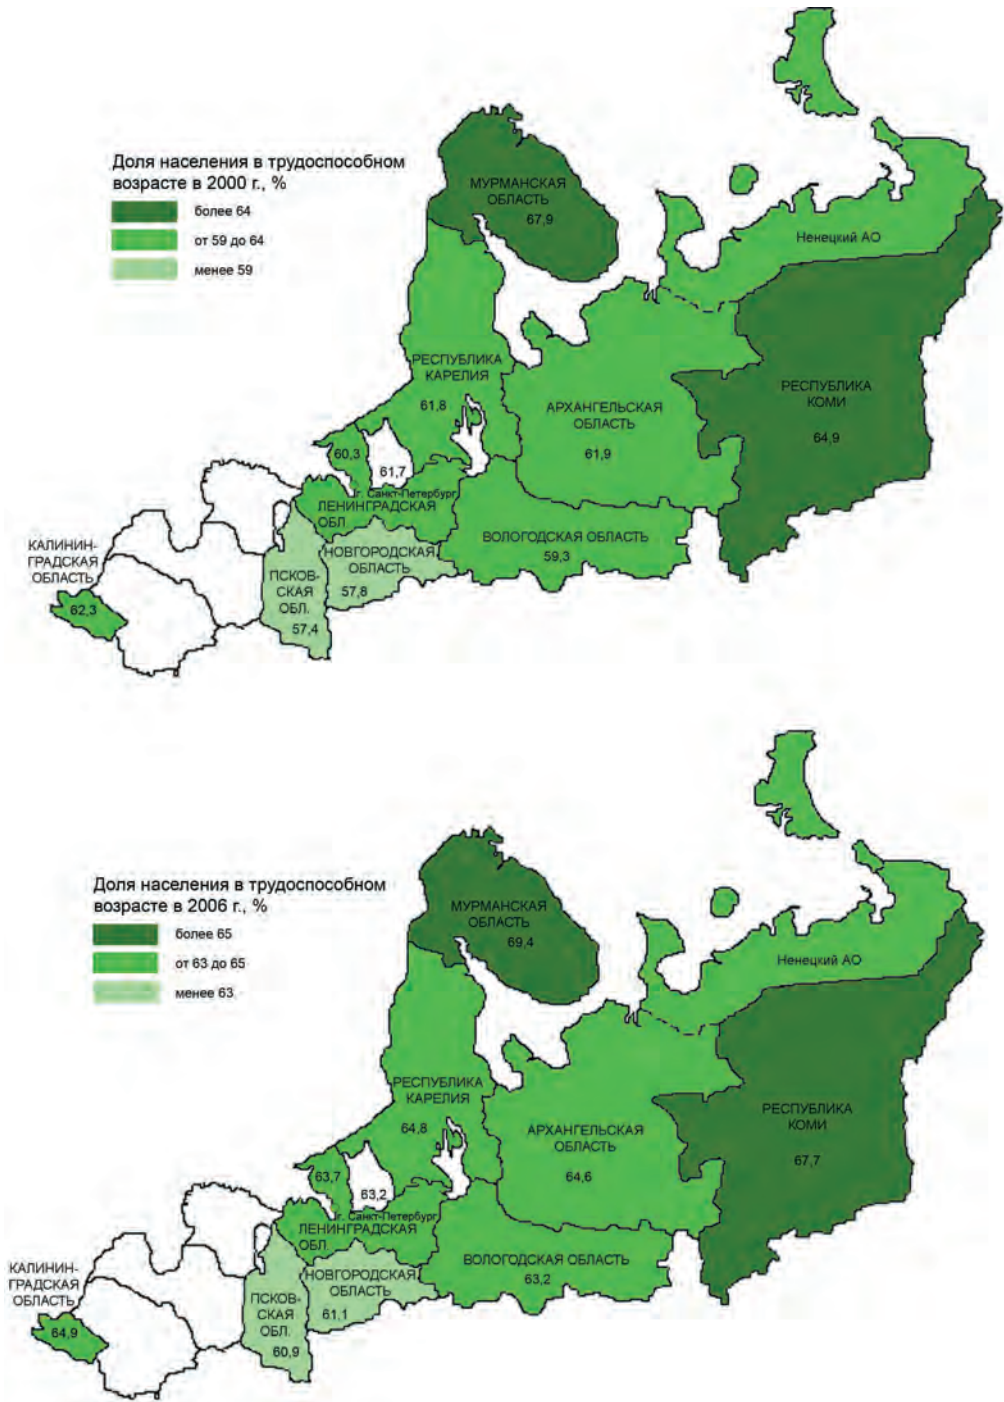 Доля населения в трудоспособном
возрасте в 2000 г., %
более 64
от 59 до 64
менее 59
МУРМАНСКАЯ
ОБЛАСТЬ
67,9
Ненецкий АО
РЕСПУБЛИКА
КАРЕЛИЯ
61,8
РЕСПУБЛИКА
КОМИ
64,9
АРХАНГЕЛЬСКАЯ
ОБЛАСТЬ
61,9
60,3
61,7
г. Санкт-Петербург
ЛЕНИНГРАДСКАЯ
ОБЛ.
ВОЛОГОДСКАЯ ОБЛАСТЬ
59,3
НОВГОРОДСКАЯ
ОБЛАСТЬ
57,8
КАЛИНИН-
ГРАДСКАЯ
ОБЛАСТЬ
62,3
ПСКОВ-
СКАЯ
ОБЛ.
57,4
Доля населения в трудоспособном
возрасте в 2006 г., %
более 65
от 63 до 65
менее 63
МУРМАНСКАЯ
ОБЛАСТЬ
69,4
Ненецкий АО
РЕСПУБЛИКА
КАРЕЛИЯ
64,8
РЕСПУБЛИКА
КОМИ
67,7
АРХАНГЕЛЬСКАЯ
ОБЛАСТЬ
64,6
63,7
63,2
г. Санкт-Петербург
ЛЕНИНГРАДСКАЯ
ОБЛ.
ВОЛОГОДСКАЯ ОБЛАСТЬ
63,2
НОВГОРОДСКАЯ
ОБЛАСТЬ
61,1
КАЛИНИН-
ГРАДСКАЯ
ОБЛАСТЬ
64,9
ПСКОВ-
СКАЯ
ОБЛ.
60,9